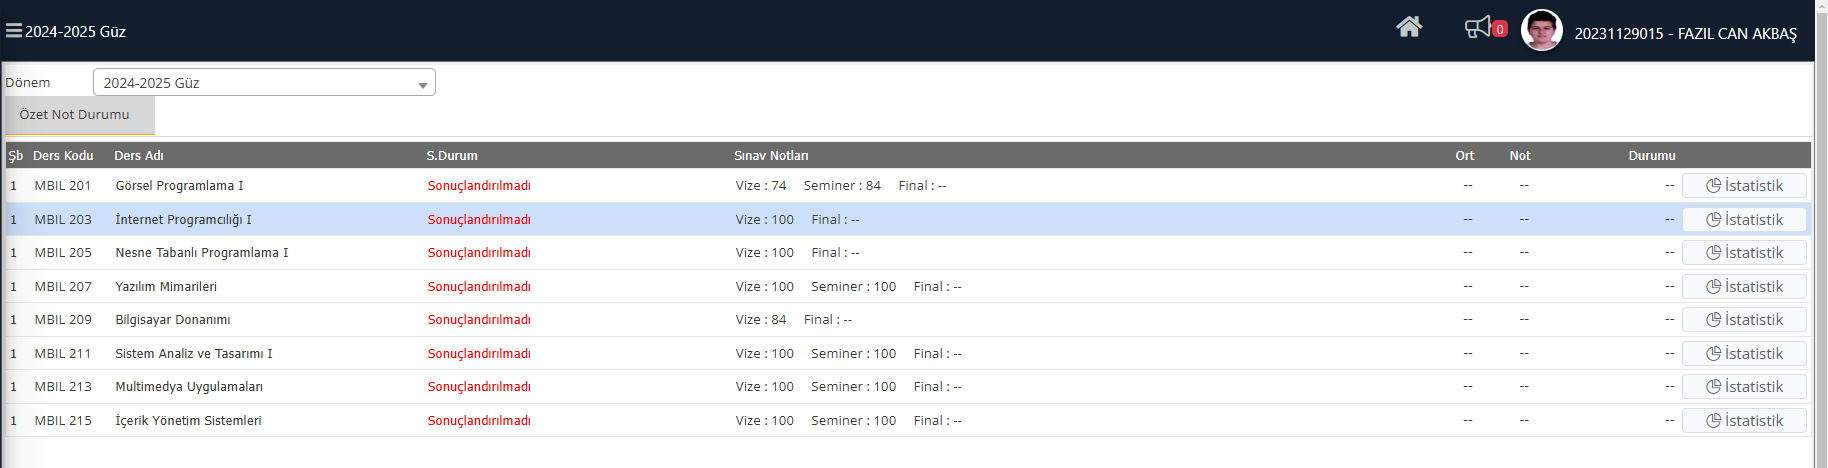 2024-2025 Güz 0 20231129015 - FAZIL CAN AKBAŞ
Dönem 2024-2025 Güz
Özet Not Durumu
Şb Ders Kodu Ders Adı S.Durum Sınav Notları Ort Not Durumu
1 MBIL 201 Görsel Programlama I Sonuçlandırılmadı Vize : 74 Seminer : 84 Final : -- -- -- -- İstatistik
1 MBIL 203 İnternet Programcılığı I Sonuçlandırılmadı Vize : 100 Final : -- -- -- -- İstatistik
1 MBIL 205 Nesne Tabanlı Programlama I Sonuçlandırılmadı Vize : 100 Final : -- -- -- -- İstatistik
1 MBIL 207 Yazılım Mimarileri Sonuçlandırılmadı Vize : 100 Seminer : 100 Final : -- -- -- -- İstatistik
1 MBIL 209 Bilgisayar Donanımı Sonuçlandırılmadı Vize : 84 Final : -- -- -- -- İstatistik
1 MBIL 211 Sistem Analiz ve Tasarımı I Sonuçlandırılmadı Vize : 100 Seminer : 100 Final : -- -- -- -- İstatistik
1 MBIL 213 Multimedya Uygulamaları Sonuçlandırılmadı Vize : 100 Seminer : 100 Final : -- -- -- -- İstatistik
1 MBIL 215 İçerik Yönetim Sistemleri Sonuçlandırılmadı Vize : 100 Seminer : 100 Final : -- -- -- -- İstatistik